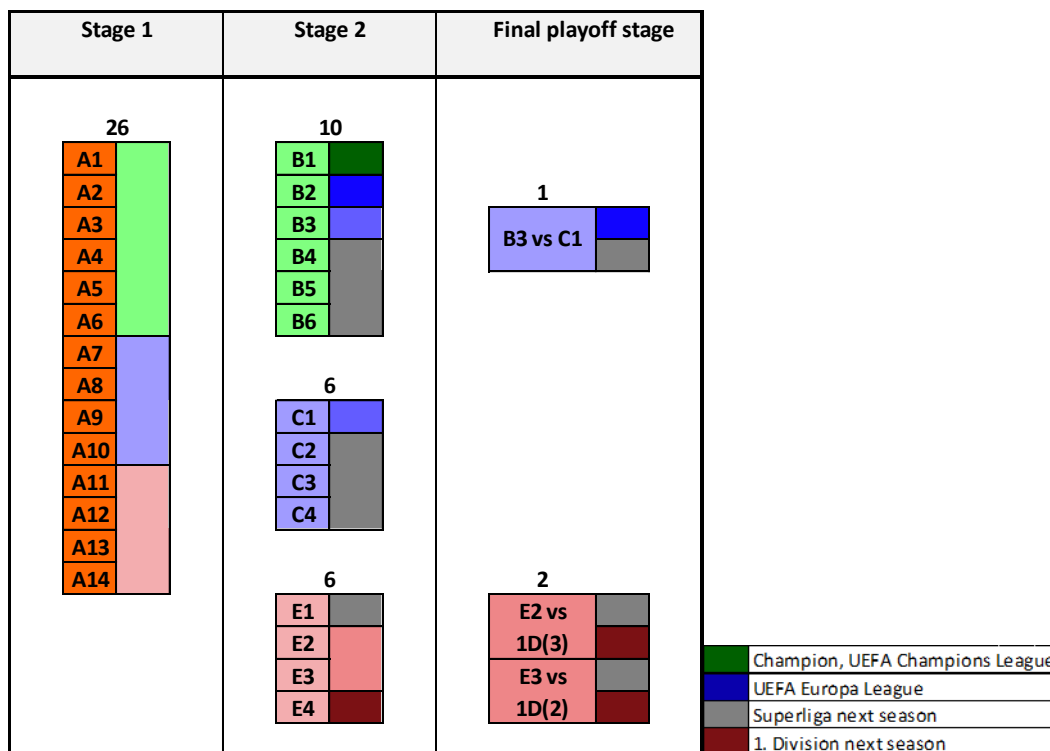 Stage 1
Stage 2
Final playoff stage
26
A1
A2
A3
A4
A5
A6
A7
A8
A9
A10
A11
A12
A13
A14
10
B1
B2
B3
B4
B5
B6
6
C1
C2
C3
C4
6
E1
E2
E3
E4
1
B3 vs C1
2
E2 vs
1D(3)
E3 vs
1D(2)
Champion, UEFA Champions League
UEFA Europa League
Superliga next season
1. Division next season